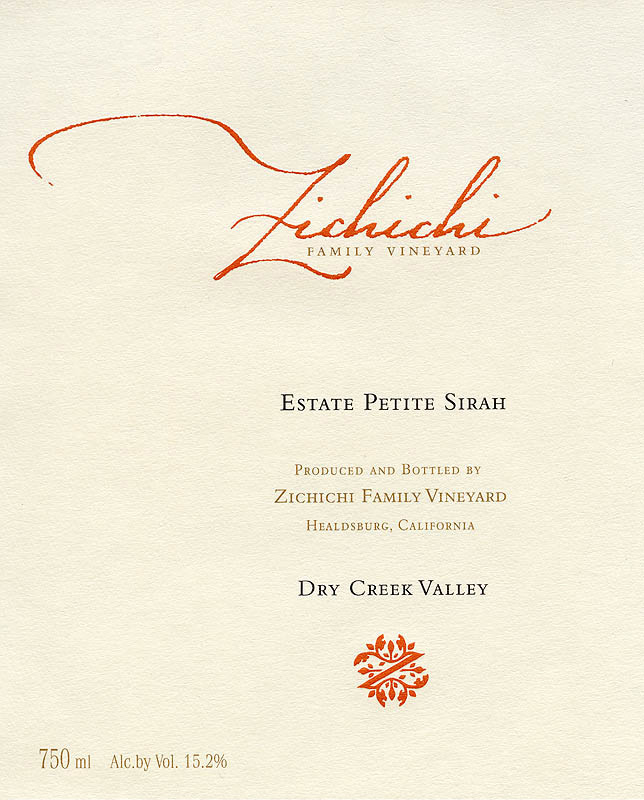 Zichichi
FAMILY VINEYARD
ESTATE PETITE SIRAH
PRODUCED AND BOTTLED BY
ZICHICHI FAMILY VINEYARD
HEALDSBURG, CALIFORNIA
DRY CREEK VALLEY
750 ml Alc.by Vol. 15.2%